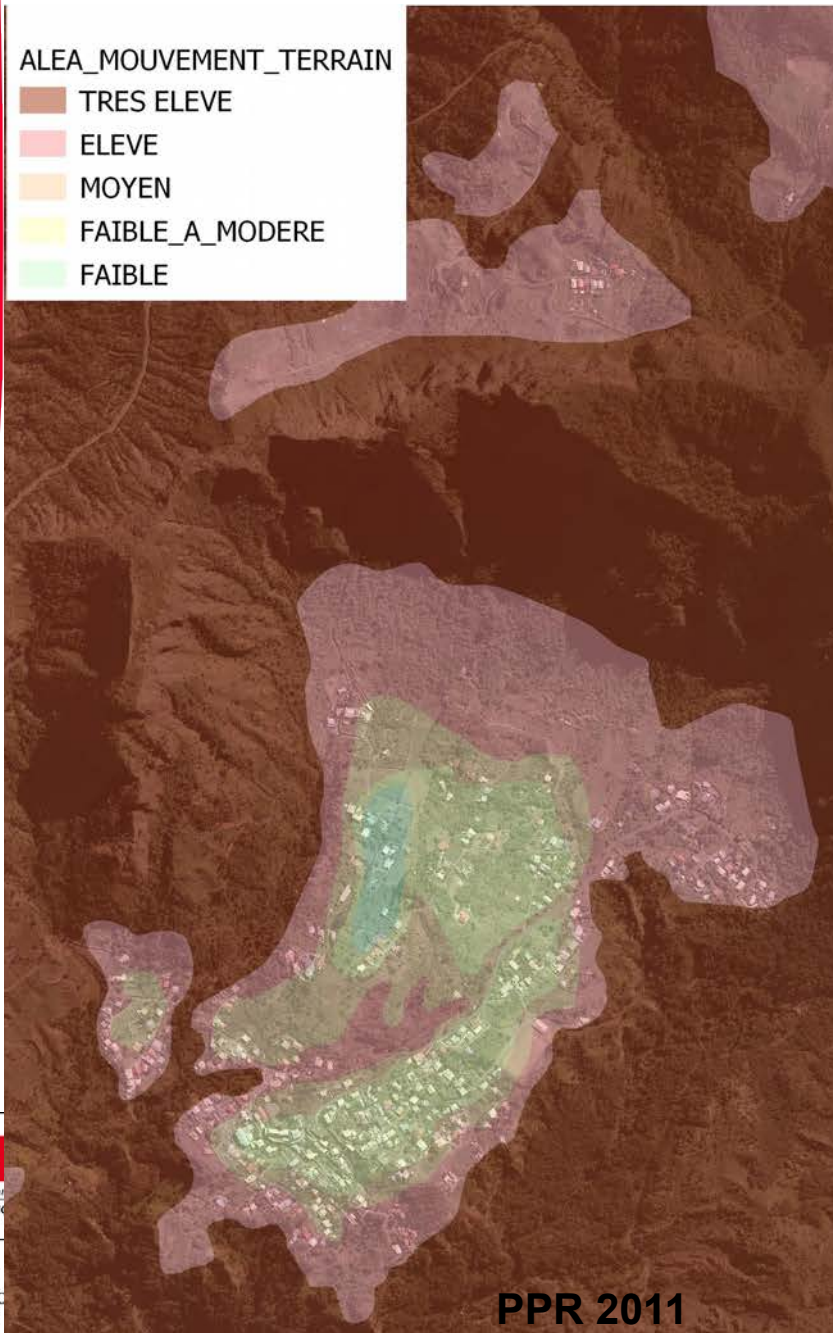 ALEA_MOUVEMENT_TERRAIN
TRES ELEVE
ELEVE
MOYEN
FAIBLE_A_MODERE
FAIBLE
PPR 2011